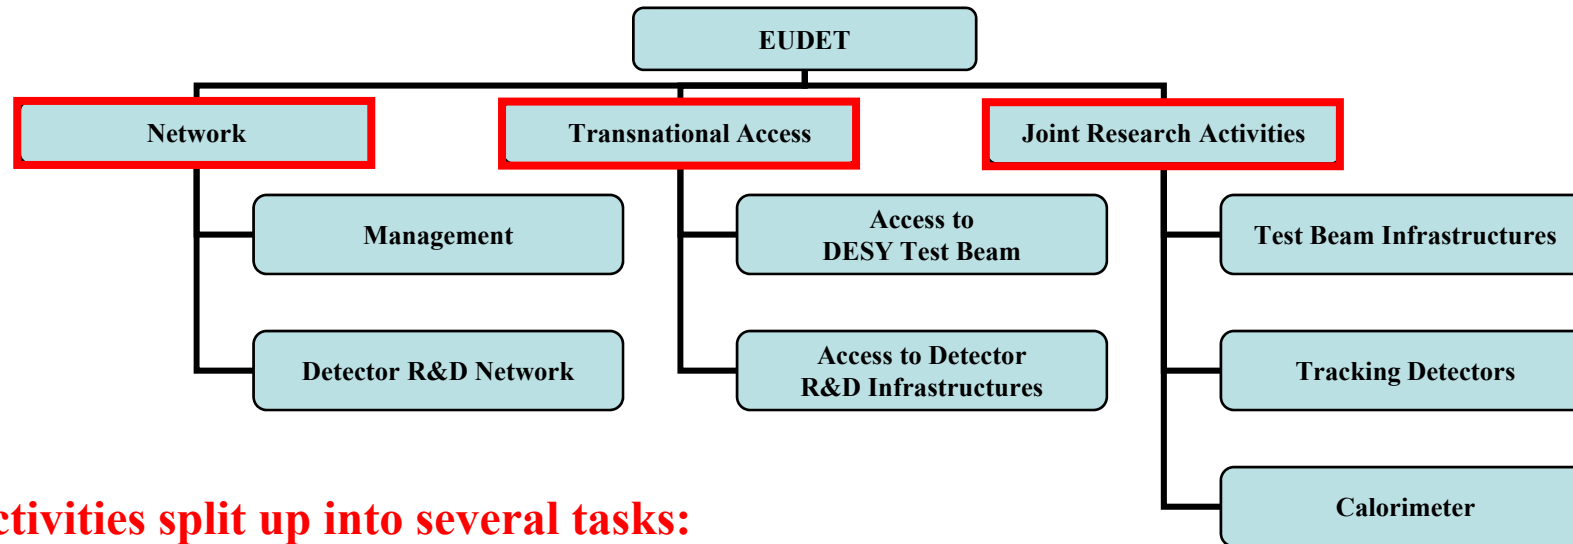 EUDET
Network
Transnational Access
Joint Research Activities
Management
Access to
DESY Test Beam
Test Beam Infrastructures
Detector R&D Network
Access to Detector
R&D Infrastructures
Tracking Detectors
Calorimeter
ctivities split up into several tasks: